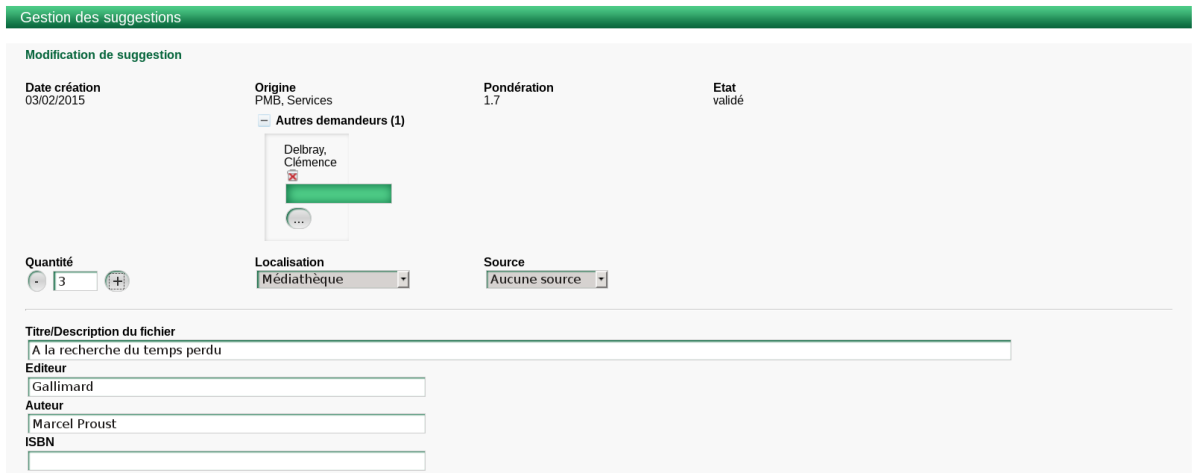 Gestion des suggestions
Modification de suggestion
Date création Origine Pondération Etat
03/02/2015 PMB, Services 1.7 validé
Autres demandeurs (1)
Delbray,
Clémence
...
Quantité Localisation Source
- 3 + Médiathèque Aucune source
Titre/Description du fichier
A la recherche du temps perdu
Editeur
Gallimard
Auteur
Marcel Proust
ISBN